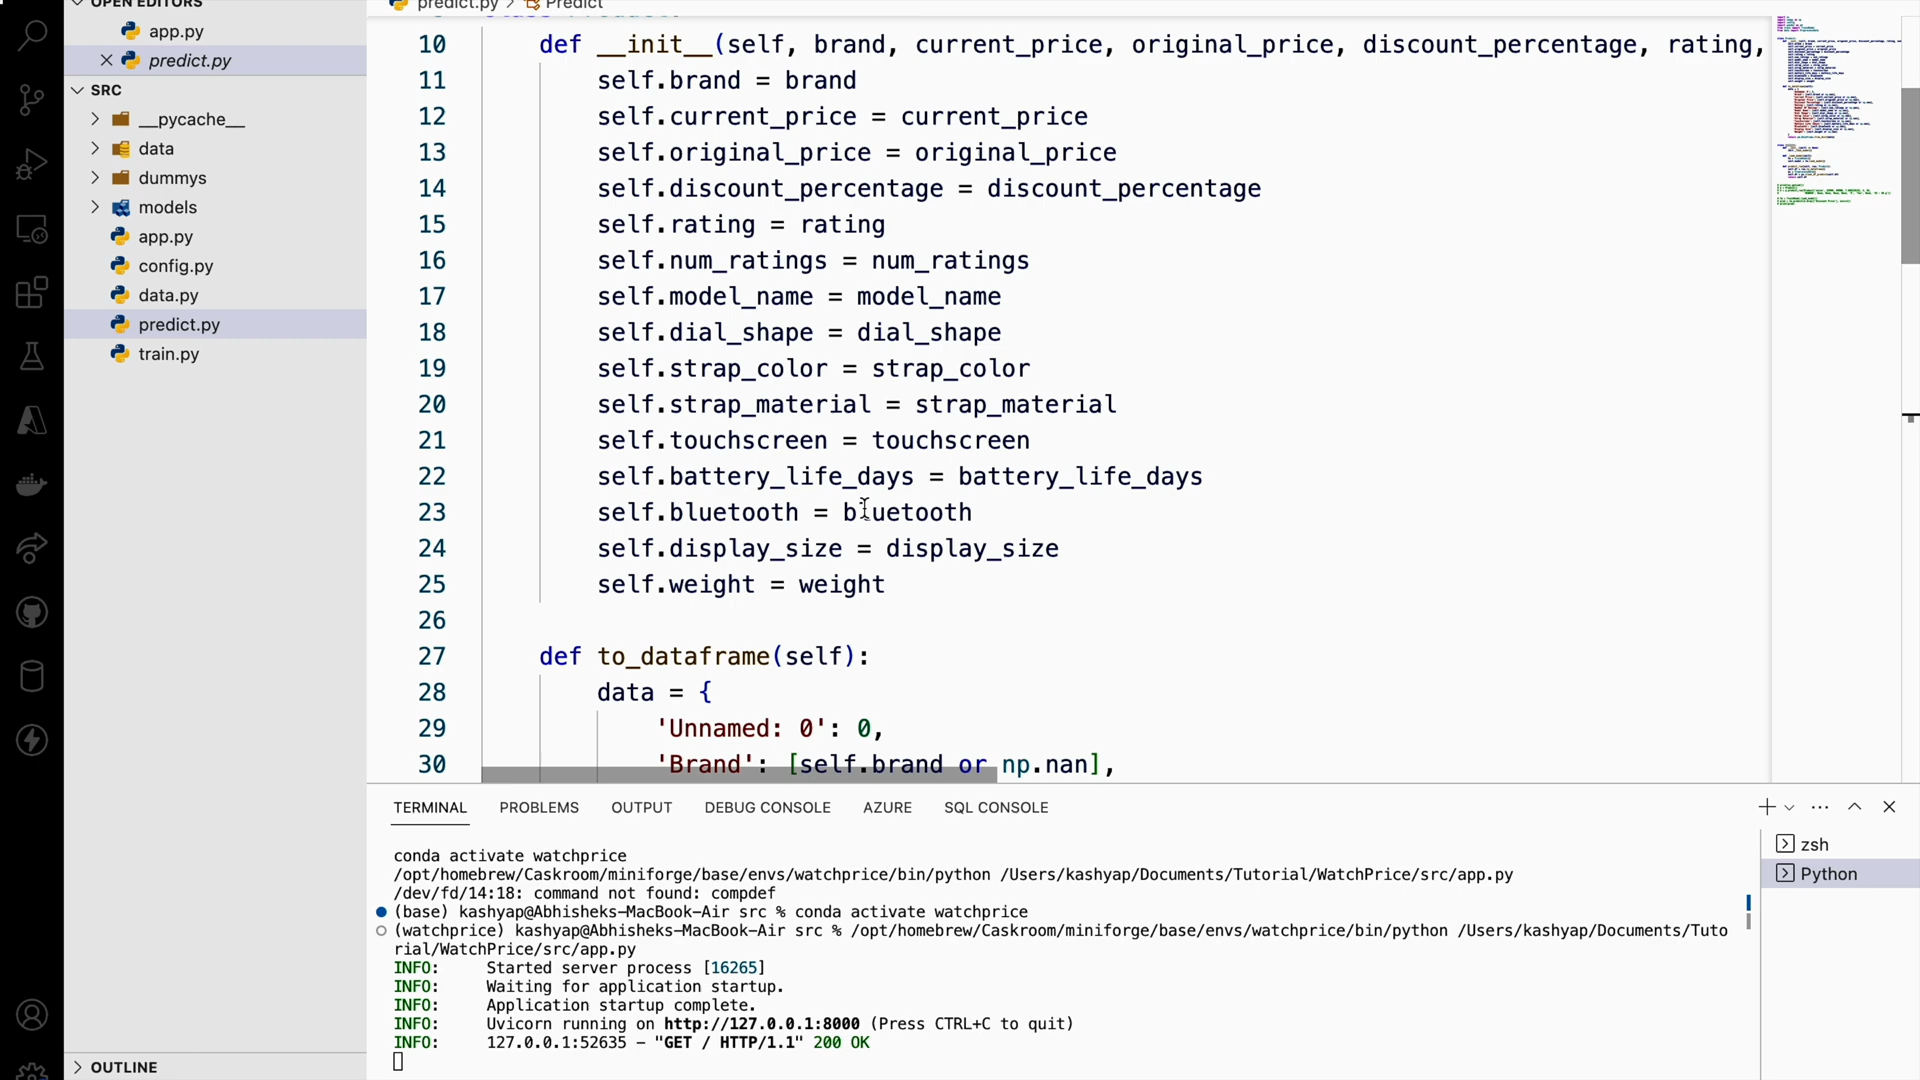 OPEN EDITORS
app.py
predict.py
SRC
__pycache__
data
dummys
models
app.py
config.py
data.py
predict.py
train.py
OUTLINE
predict.py > Predict
10 def __init__(self, brand, current_price, original_price, discount_percentage, rating,
11 self.brand = brand
12 self.current_price = current_price
13 self.original_price = original_price
14 self.discount_percentage = discount_percentage
15 self.rating = rating
16 self.num_ratings = num_ratings
17 self.model_name = model_name
18 self.dial_shape = dial_shape
19 self.strap_color = strap_color
20 self.strap_material = strap_material
21 self.touchscreen = touchscreen
22 self.battery_life_days = battery_life_days
23 self.bluetooth = bluetooth
24 self.display_size = display_size
25 self.weight = weight
26
27 def to_dataframe(self):
28 data = {
29 'Unnamed: 0': 0,
30 'Brand': [self.brand or np.nan],
TERMINAL PROBLEMS OUTPUT DEBUG CONSOLE AZURE SQL CONSOLE
conda activate watchprice
/opt/homebrew/Caskroom/miniforge/base/envs/watchprice/bin/python /Users/kashyap/Documents/Tutorial/WatchPrice/src/app.py
/dev/fd/14:18: command not found: compdef
(base) kashyap@Abhisheks-MacBook-Air src % conda activate watchprice
(watchprice) kashyap@Abhisheks-MacBook-Air src % /opt/homebrew/Caskroom/miniforge/base/envs/watchprice/bin/python /Users/kashyap/Documents/Tuto
rial/WatchPrice/src/app.py
INFO: Started server process [16265]
INFO: Waiting for application startup.
INFO: Application startup complete.
INFO: Uvicorn running on http://127.0.0.1:8000 (Press CTRL+C to quit)
INFO: 127.0.0.1:52635 - "GET / HTTP/1.1" 200 OK
zsh
Python